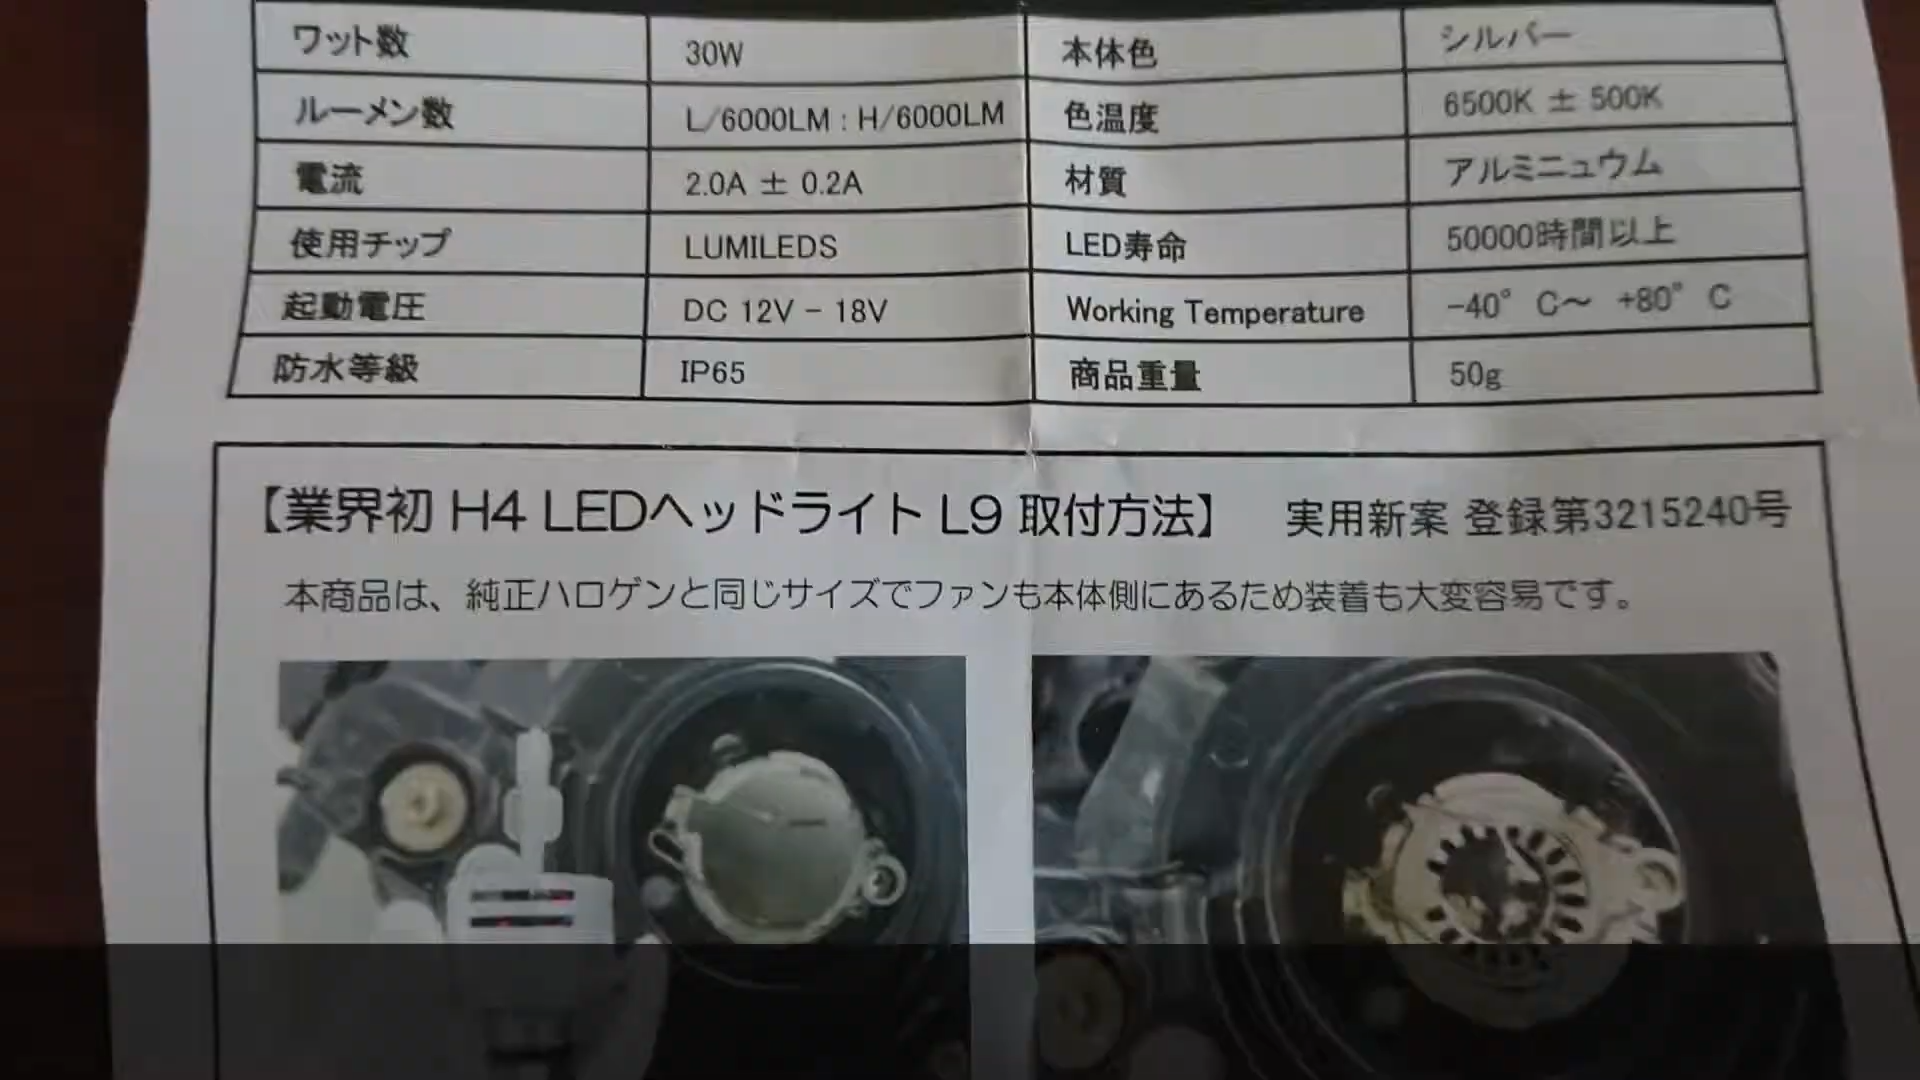 ワット数 30W 本体色 シルバー
ルーメン数 L/6000LM : H/6000LM 色温度 6500K ± 500K
電流 2.0A ± 0.2A 材質 アルミニュウム
使用チップ LUMILEDS LED寿命 50000時間以上
起動電圧 DC 12V - 18V Working Temperature -40°C～ +80°C
防水等級 IP65 商品重量 50g
【業界初 H4 LEDヘッドライト L9 取付方法】 実用新案 登録第3215240号
本商品は、純正ハロゲンと同じサイズでファンも本体側にあるため装着も大変容易です。